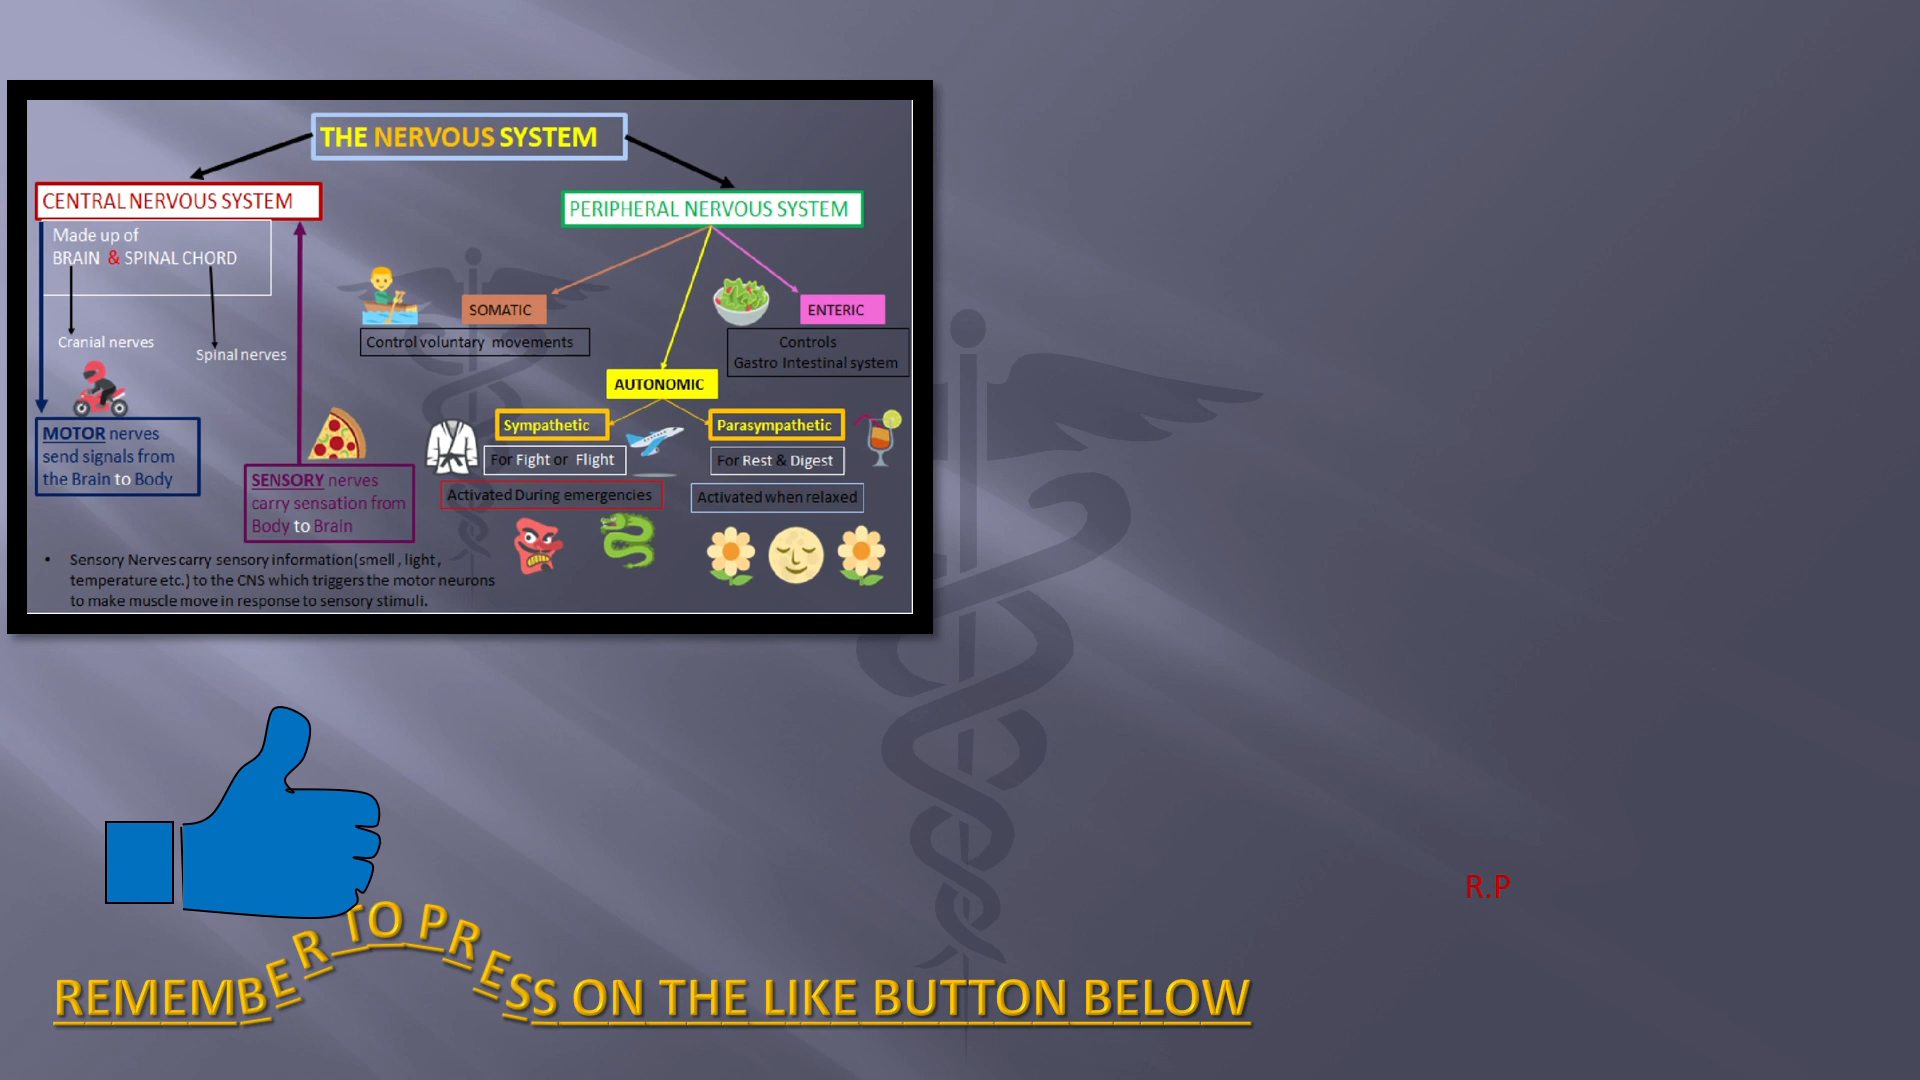 THE NERVOUS SYSTEM
CENTRAL NERVOUS SYSTEM
Made up of
BRAIN & SPINAL CHORD
Cranial nerves
Spinal nerves
MOTOR nerves
send signals from
the Brain to Body
SENSORY nerves
carry sensation from
Body to Brain
PERIPHERAL NERVOUS SYSTEM
SOMATIC
Control voluntary movements
ENTERIC
Controls
Gastro Intestinal system
AUTONOMIC
Sympathetic
For Fight or Flight
Activated During emergencies
Parasympathetic
For Rest & Digest
Activated when relaxed
• Sensory Nerves carry sensory information(smell , light ,
temperature etc.) to the CNS which triggers the motor neurons
to make muscle move in response to sensory stimuli.
R.P
REMEMBER TO PRESS ON THE LIKE BUTTON BELOW